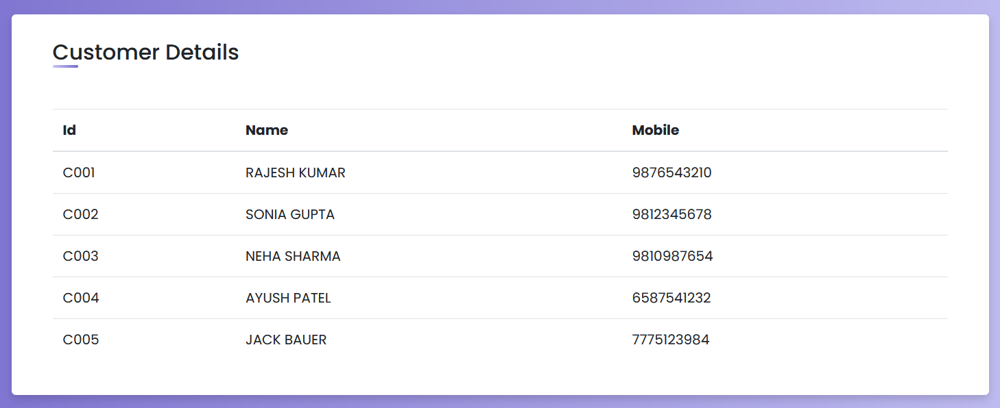 Customer Details
Id Name Mobile
C001 RAJESH KUMAR 9876543210
C002 SONIA GUPTA 9812345678
C003 NEHA SHARMA 9810987654
C004 AYUSH PATEL 6587541232
C005 JACK BAUER 7775123984